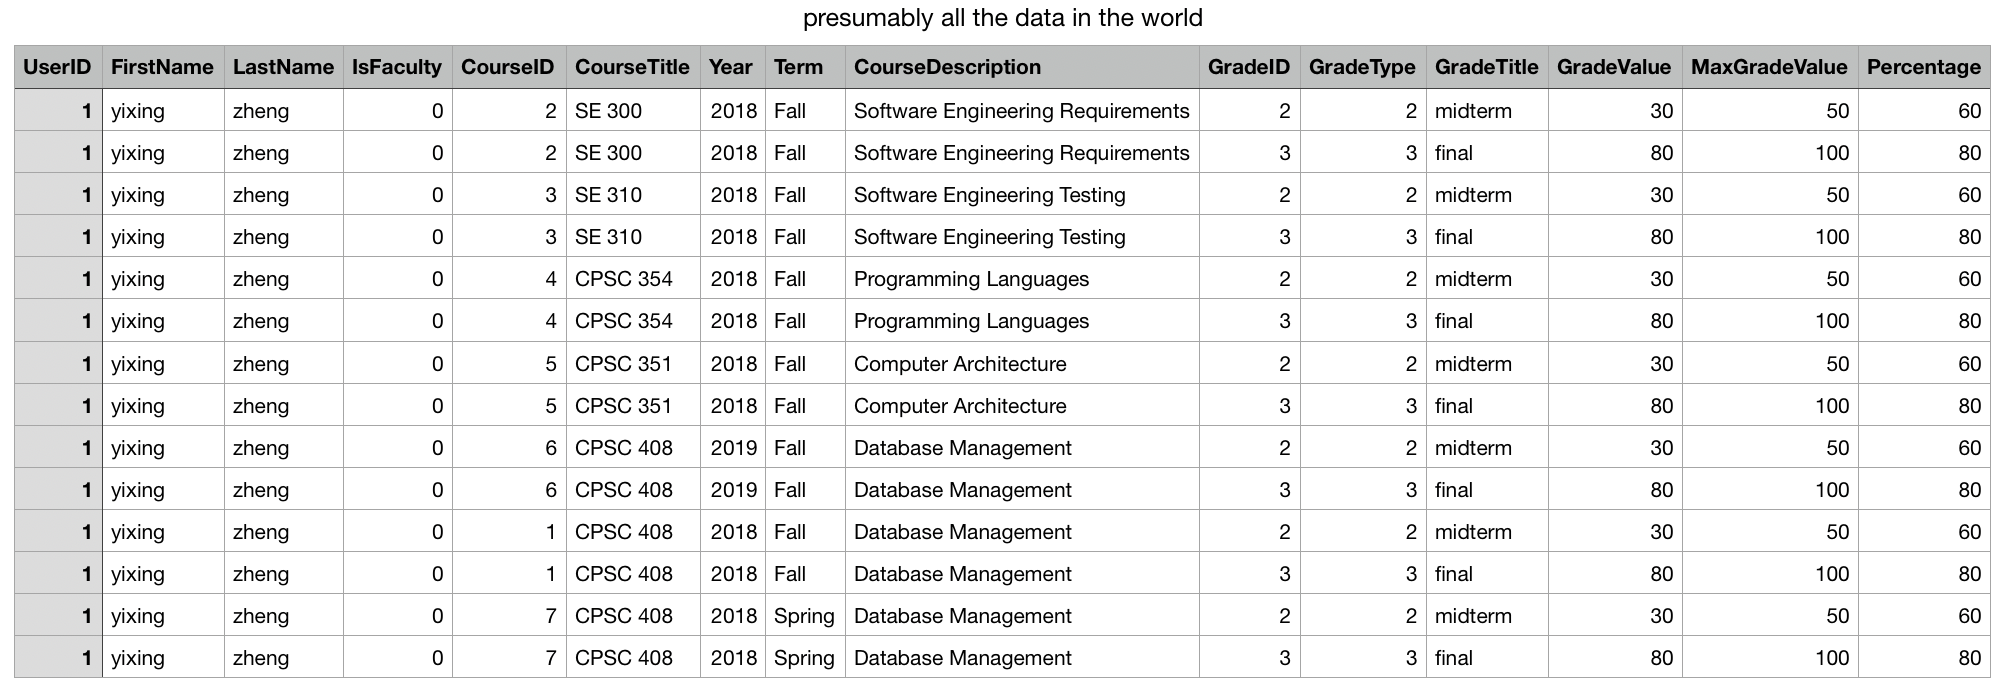 presumably all the data in the world
UserID FirstName LastName IsFaculty CourseID CourseTitle Year Term CourseDescription GradeID GradeType GradeTitle GradeValue MaxGradeValue Percentage
1 yixing zheng 0 2 SE 300 2018 Fall Software Engineering Requirements 2 2 midterm 30 50 60
1 yixing zheng 0 2 SE 300 2018 Fall Software Engineering Requirements 3 3 final 80 100 80
1 yixing zheng 0 3 SE 310 2018 Fall Software Engineering Testing 2 2 midterm 30 50 60
1 yixing zheng 0 3 SE 310 2018 Fall Software Engineering Testing 3 3 final 80 100 80
1 yixing zheng 0 4 CPSC 354 2018 Fall Programming Languages 2 2 midterm 30 50 60
1 yixing zheng 0 4 CPSC 354 2018 Fall Programming Languages 3 3 final 80 100 80
1 yixing zheng 0 5 CPSC 351 2018 Fall Computer Architecture 2 2 midterm 30 50 60
1 yixing zheng 0 5 CPSC 351 2018 Fall Computer Architecture 3 3 final 80 100 80
1 yixing zheng 0 6 CPSC 408 2019 Fall Database Management 2 2 midterm 30 50 60
1 yixing zheng 0 6 CPSC 408 2019 Fall Database Management 3 3 final 80 100 80
1 yixing zheng 0 1 CPSC 408 2018 Fall Database Management 2 2 midterm 30 50 60
1 yixing zheng 0 1 CPSC 408 2018 Fall Database Management 3 3 final 80 100 80
1 yixing zheng 0 7 CPSC 408 2018 Spring Database Management 2 2 midterm 30 50 60
1 yixing zheng 0 7 CPSC 408 2018 Spring Database Management 3 3 final 80 100 80